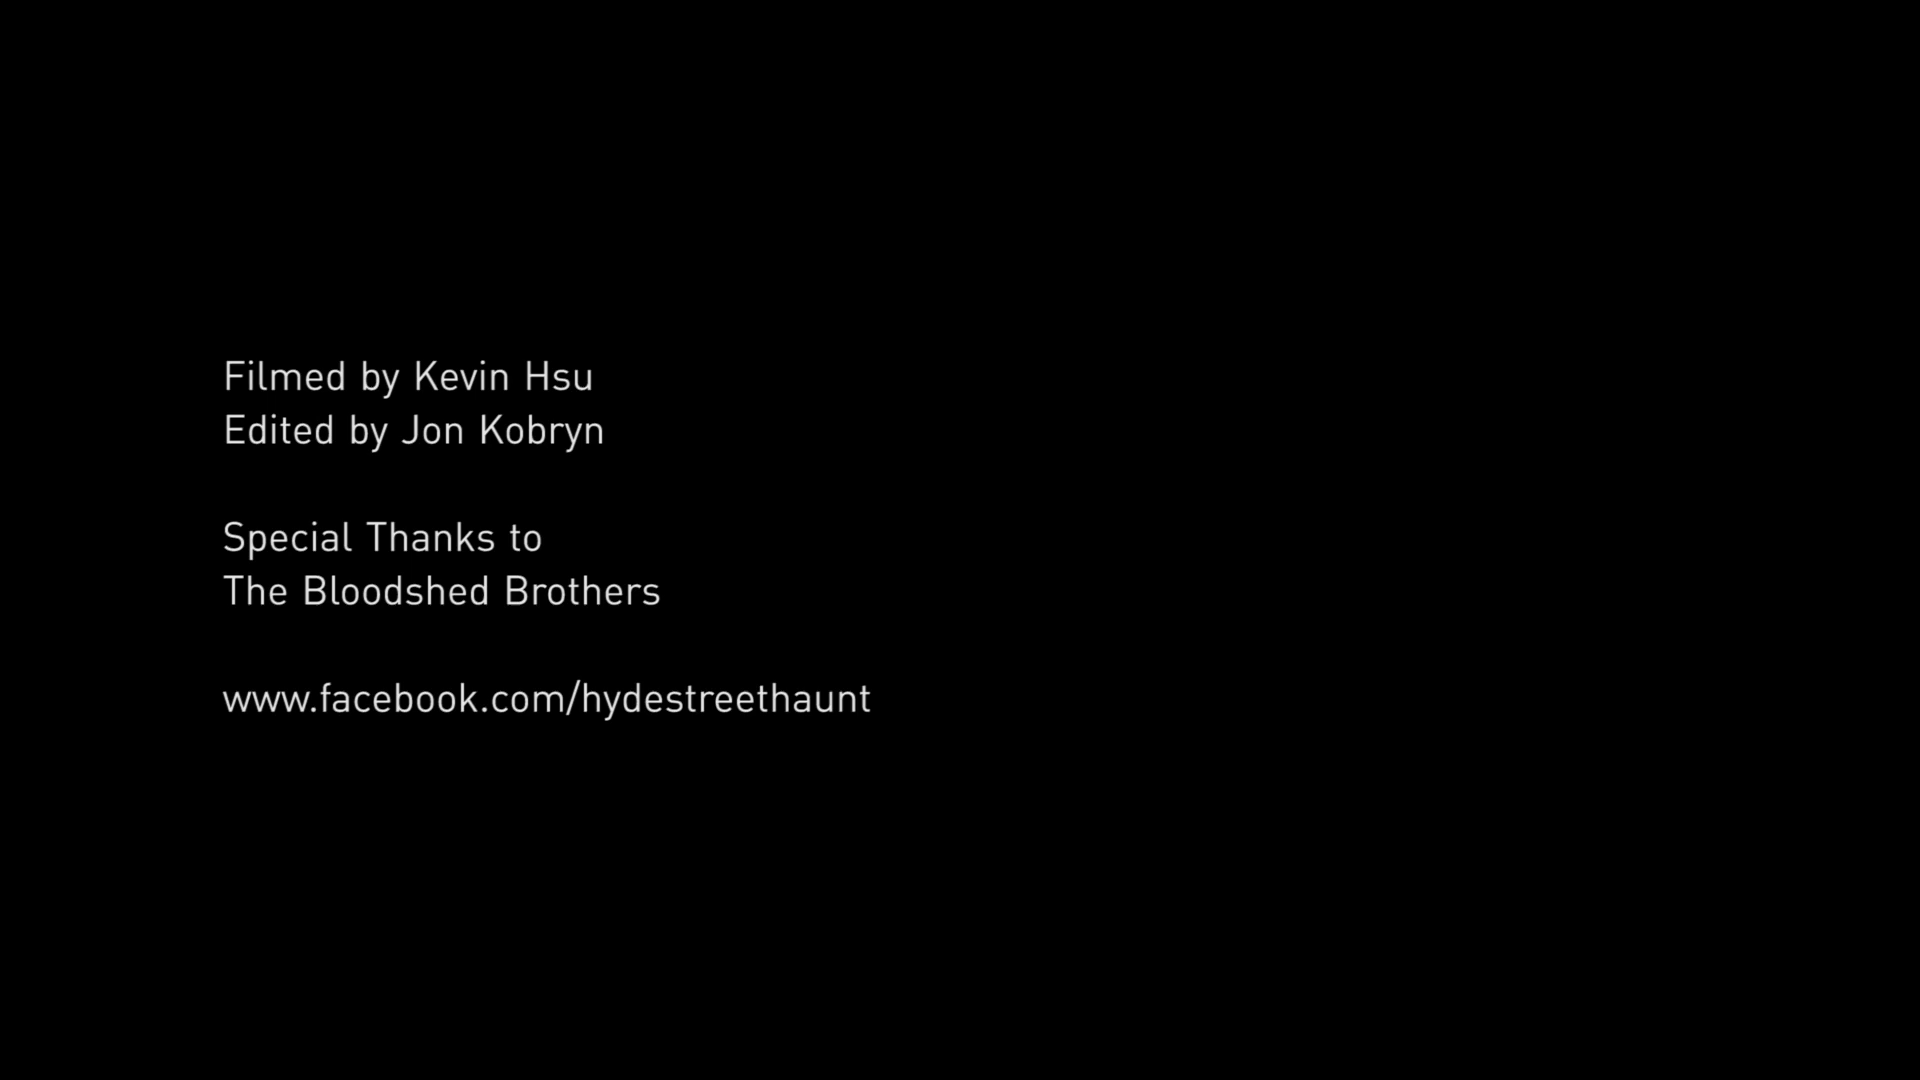 Filmed by Kevin Hsu
Edited by Jon Kobryn
Special Thanks to
The Bloodshed Brothers
www.facebook.com/hydestreethaunt